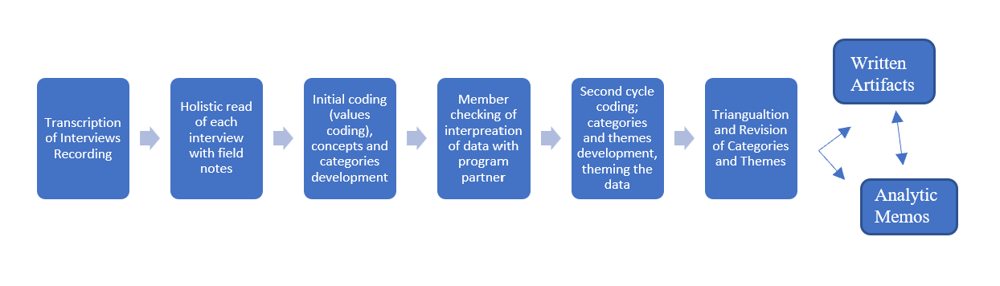 Transcription
of Interviews
Recording
Holistic read
of each
interview
with field
notes
Initial coding
(values
coding),
concepts and
categories
development
Member
checking of
interpreation
of data with
program
partner
Second cycle
coding;
categories
and themes
development,
theming the
data
Triangualtion
and Revision
of Categories
and Themes
Written
Artifacts
Analytic
Memos